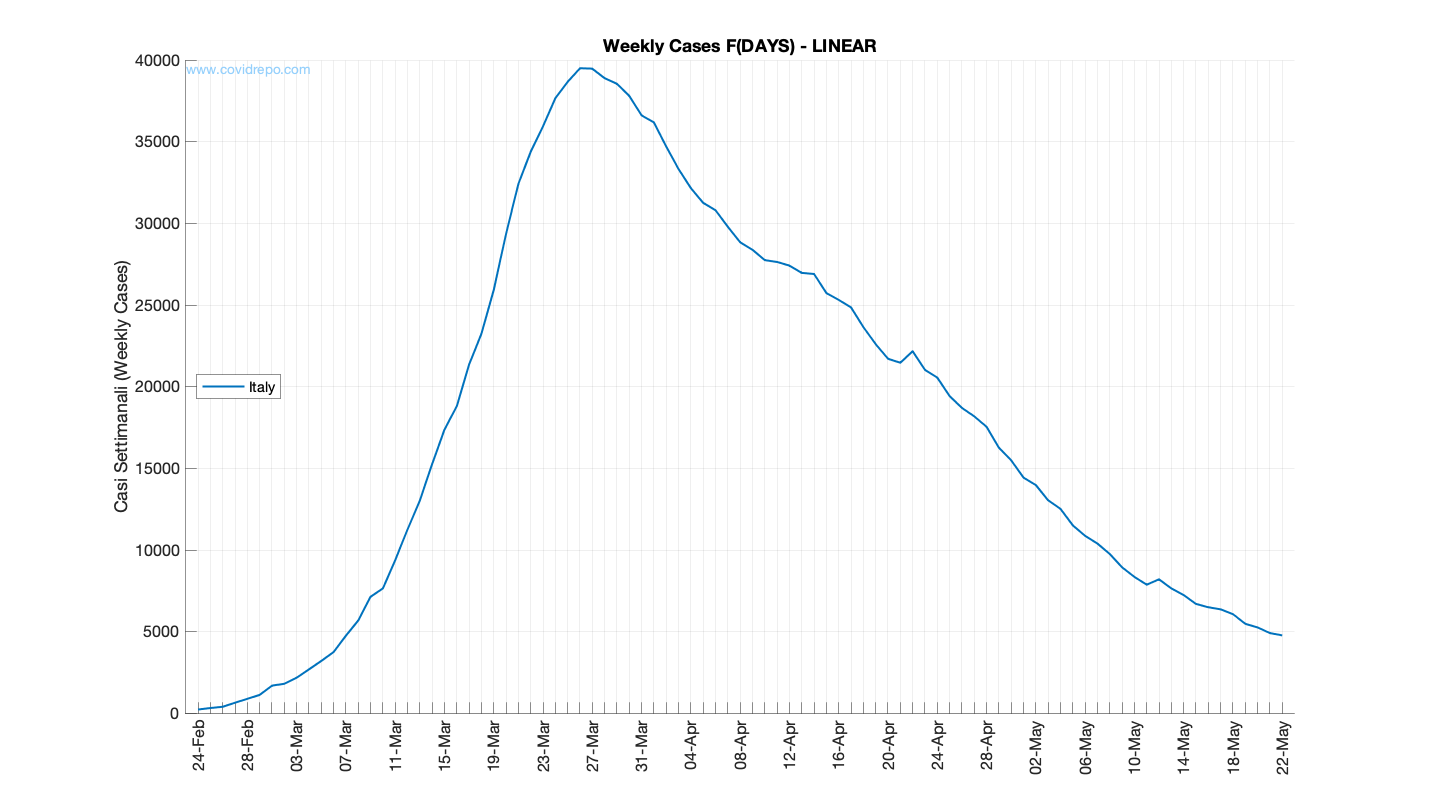 Weekly Cases F(DAYS) - LINEAR
www.covidrepo.com
Casi Settimanali (Weekly Cases)
40000
35000
30000
25000
20000
15000
10000
5000
0
Italy
24-Feb
28-Feb
03-Mar
07-Mar
11-Mar
15-Mar
19-Mar
23-Mar
27-Mar
31-Mar
04-Apr
08-Apr
12-Apr
16-Apr
20-Apr
24-Apr
28-Apr
02-May
06-May
10-May
14-May
18-May
22-May